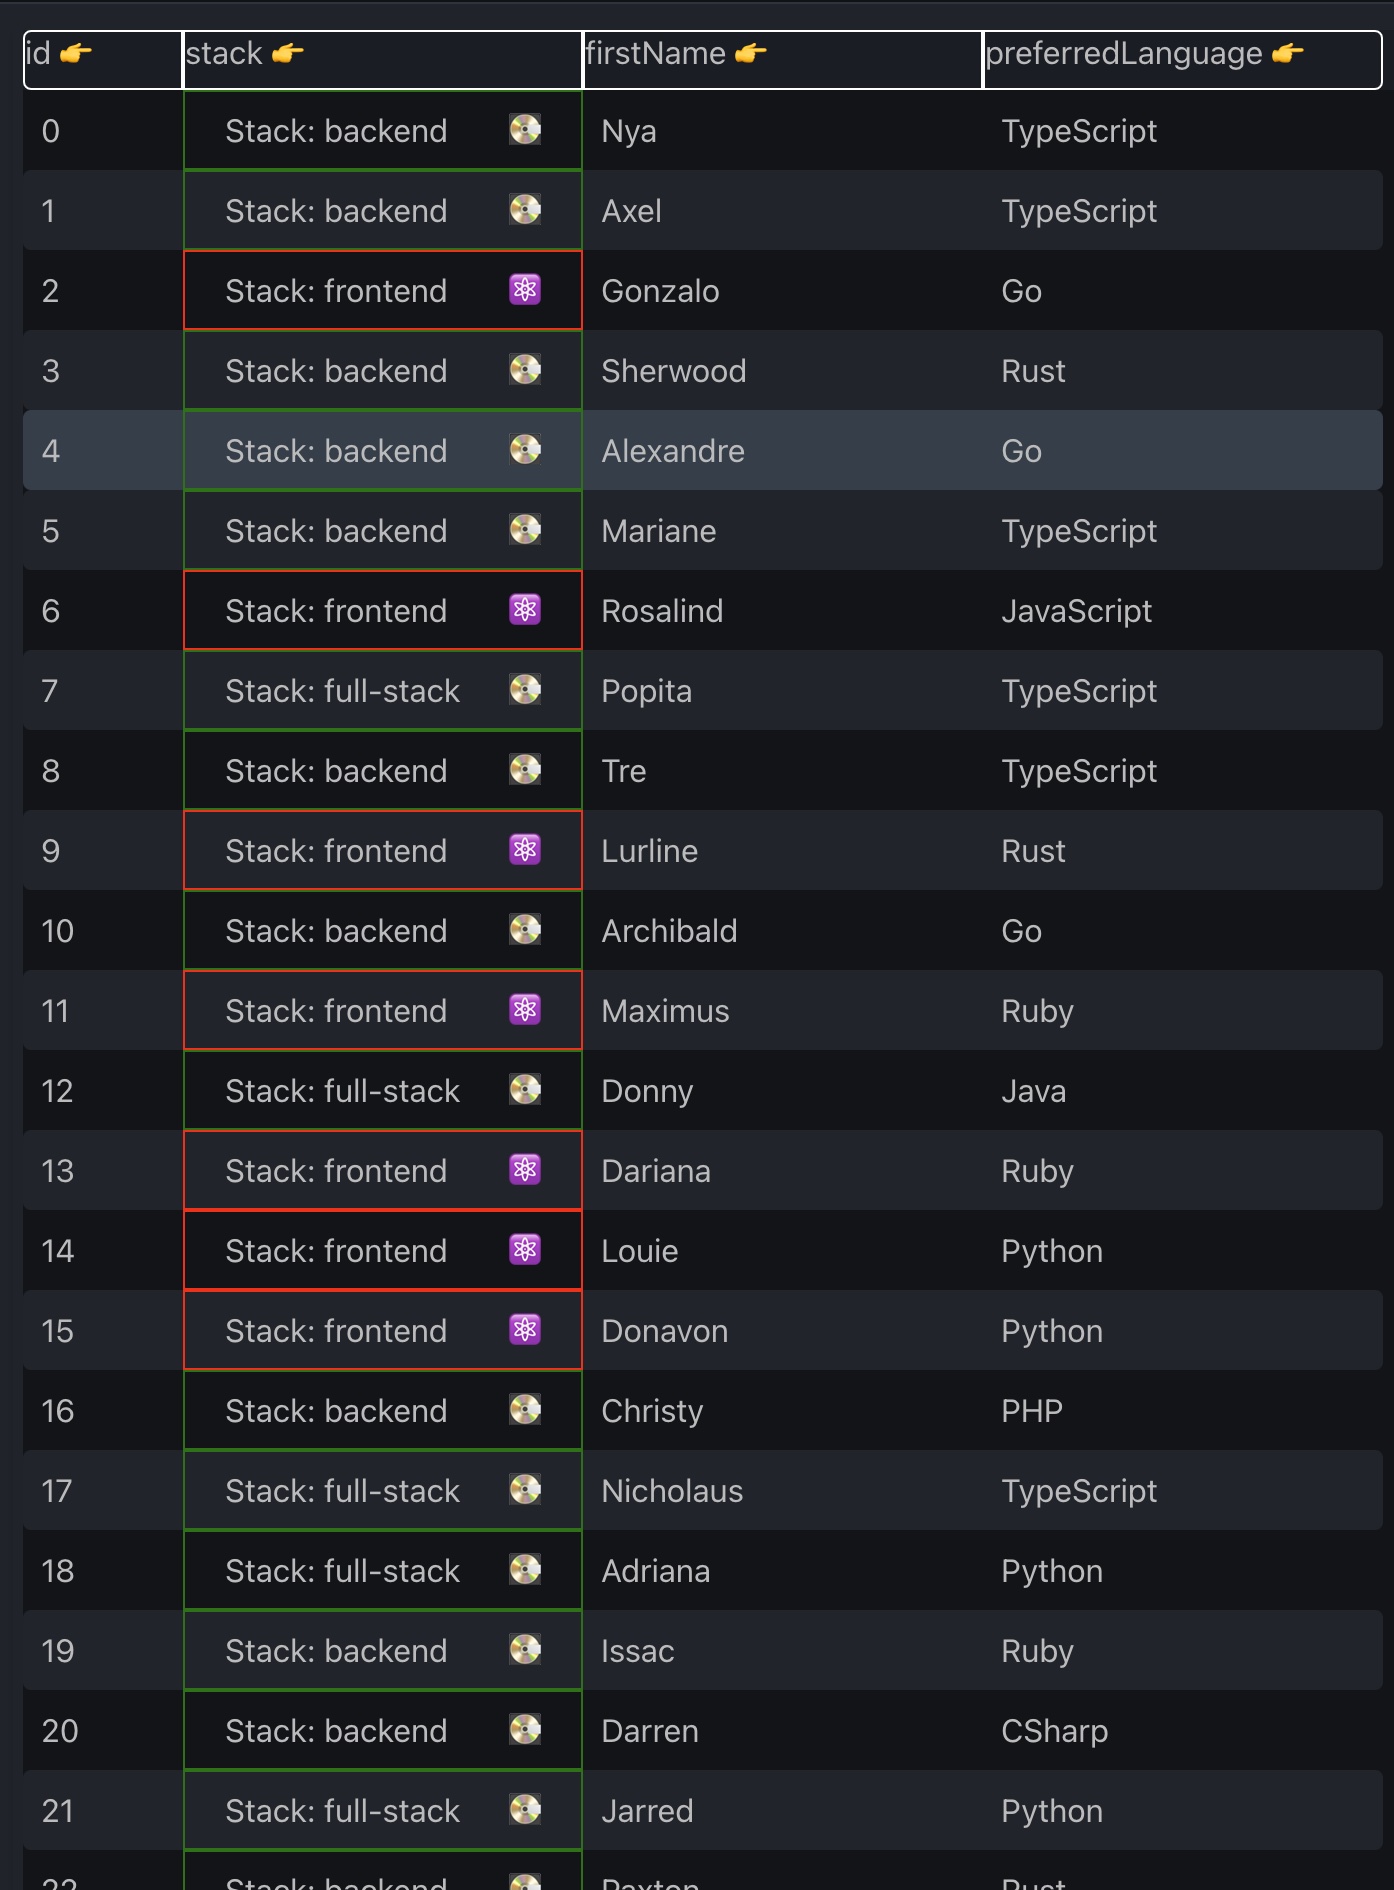 id 👉 stack 👉 firstName 👉 preferredLanguage 👉
0 Stack: backend 💽 Nya TypeScript
1 Stack: backend 💽 Axel TypeScript
2 Stack: frontend ⚛️ Gonzalo Go
3 Stack: backend 💽 Sherwood Rust
4 Stack: backend 💽 Alexandre Go
5 Stack: backend 💽 Mariane TypeScript
6 Stack: frontend ⚛️ Rosalind JavaScript
7 Stack: full-stack 💽 Popita TypeScript
8 Stack: backend 💽 Tre TypeScript
9 Stack: frontend ⚛️ Lurline Rust
10 Stack: backend 💽 Archibald Go
11 Stack: frontend ⚛️ Maximus Ruby
12 Stack: full-stack 💽 Donny Java
13 Stack: frontend ⚛️ Dariana Ruby
14 Stack: frontend ⚛️ Louie Python
15 Stack: frontend ⚛️ Donavon Python
16 Stack: backend 💽 Christy PHP
17 Stack: full-stack 💽 Nicholaus TypeScript
18 Stack: full-stack 💽 Adriana Python
19 Stack: backend 💽 Issac Ruby
20 Stack: backend 💽 Darren CSharp
21 Stack: full-stack 💽 Jarred Python
22 Stack: backend 💽 Paxton Rust